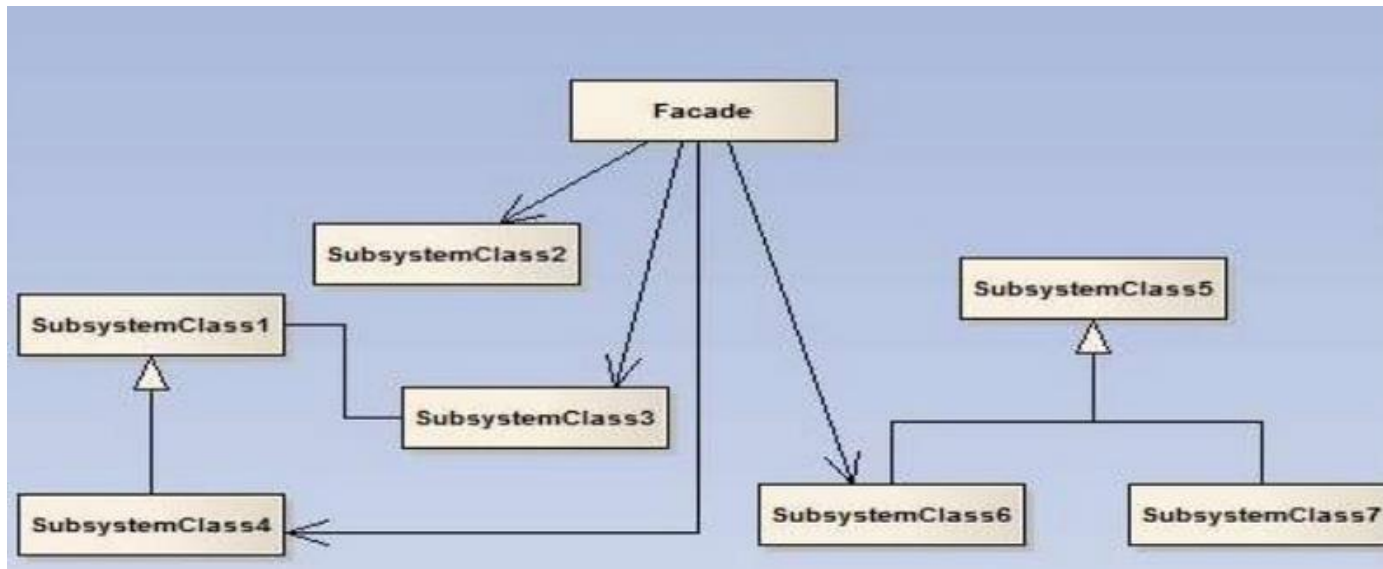 Facade
SubsystemClass2
SubsystemClass5
SubsystemClass1
SubsystemClass3
SubsystemClass4
SubsystemClass6
SubsystemClass7